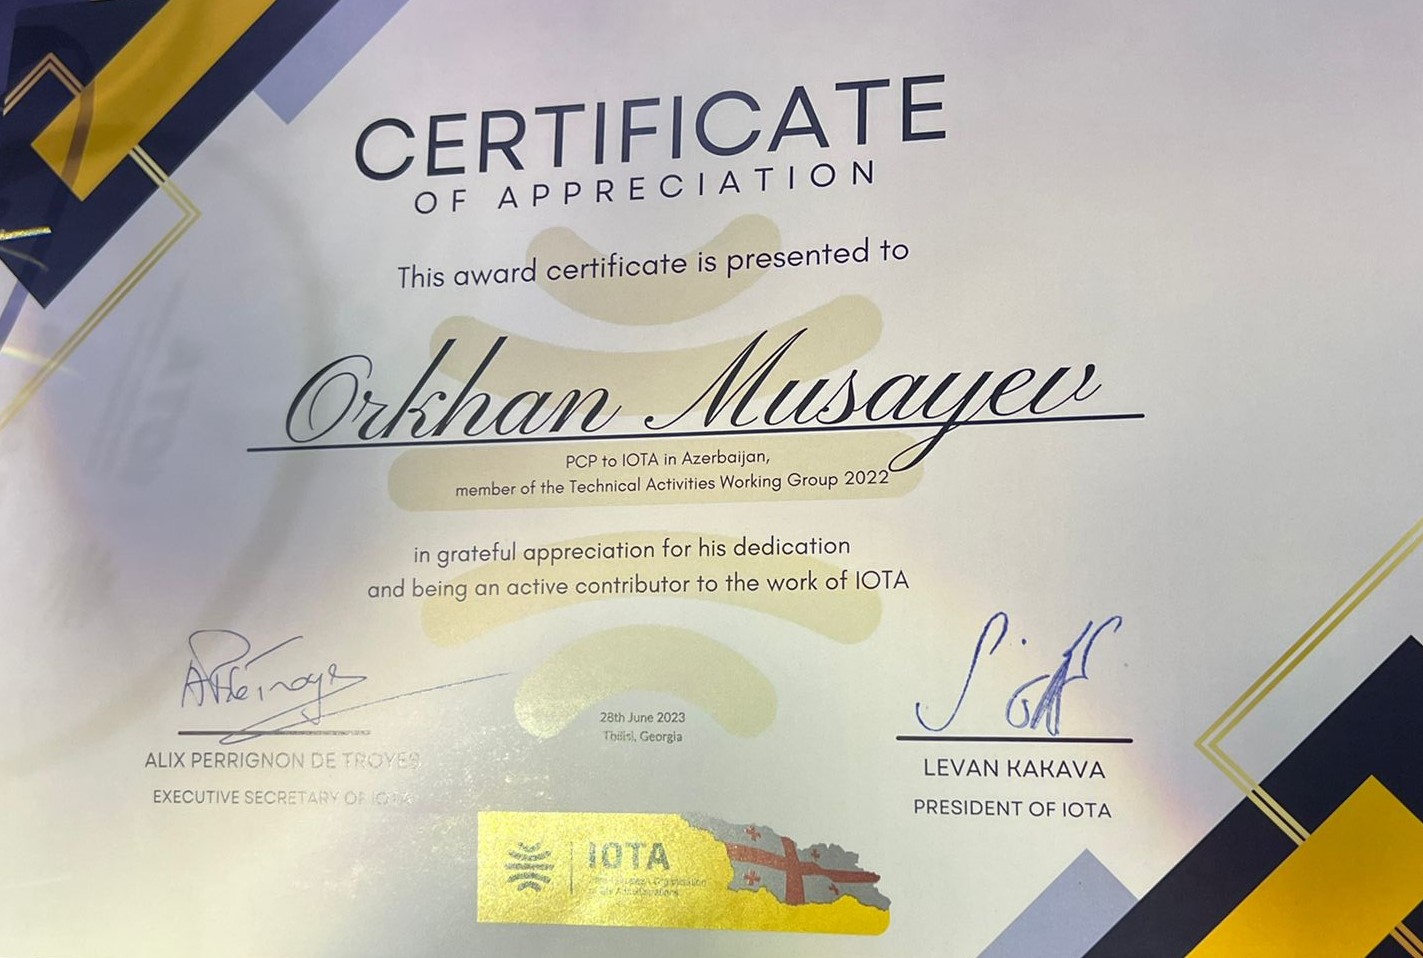 CERTIFICATE
OF APPRECIATION
This award certificate is presented to
Orkhan Musayev
PCP to IOTA in Azerbaijan,
member of the Technical Activities Working Group 2022
in grateful appreciation for his dedication
and being an active contributor to the work of IOTA
28th June 2023
Tbilisi, Georgia
ALIX PERRIGNON DE TROYES
EXECUTIVE SECRETARY OF IOTA
LEVAN KAKAVA
PRESIDENT OF IOTA
IOTA